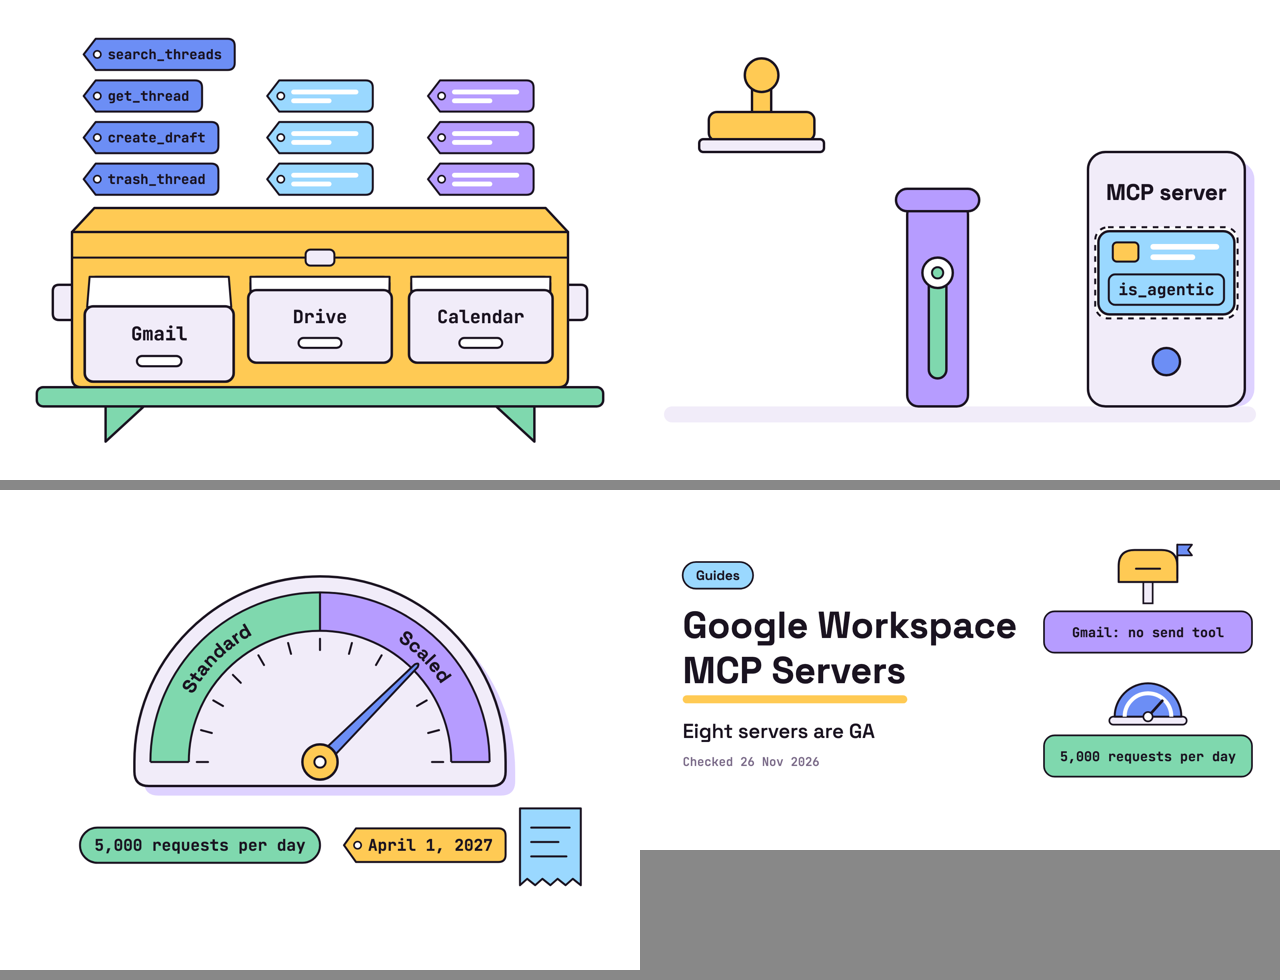 search_threads
get_thread
create_draft
trash_thread
Gmail
Drive
Calendar
MCP server
is_agentic
Standard
Scaled
5,000 requests per day
April 1, 2027
Guides
Google Workspace
MCP Servers
Eight servers are GA
Checked 26 Nov 2026
Gmail: no send tool
5,000 requests per day